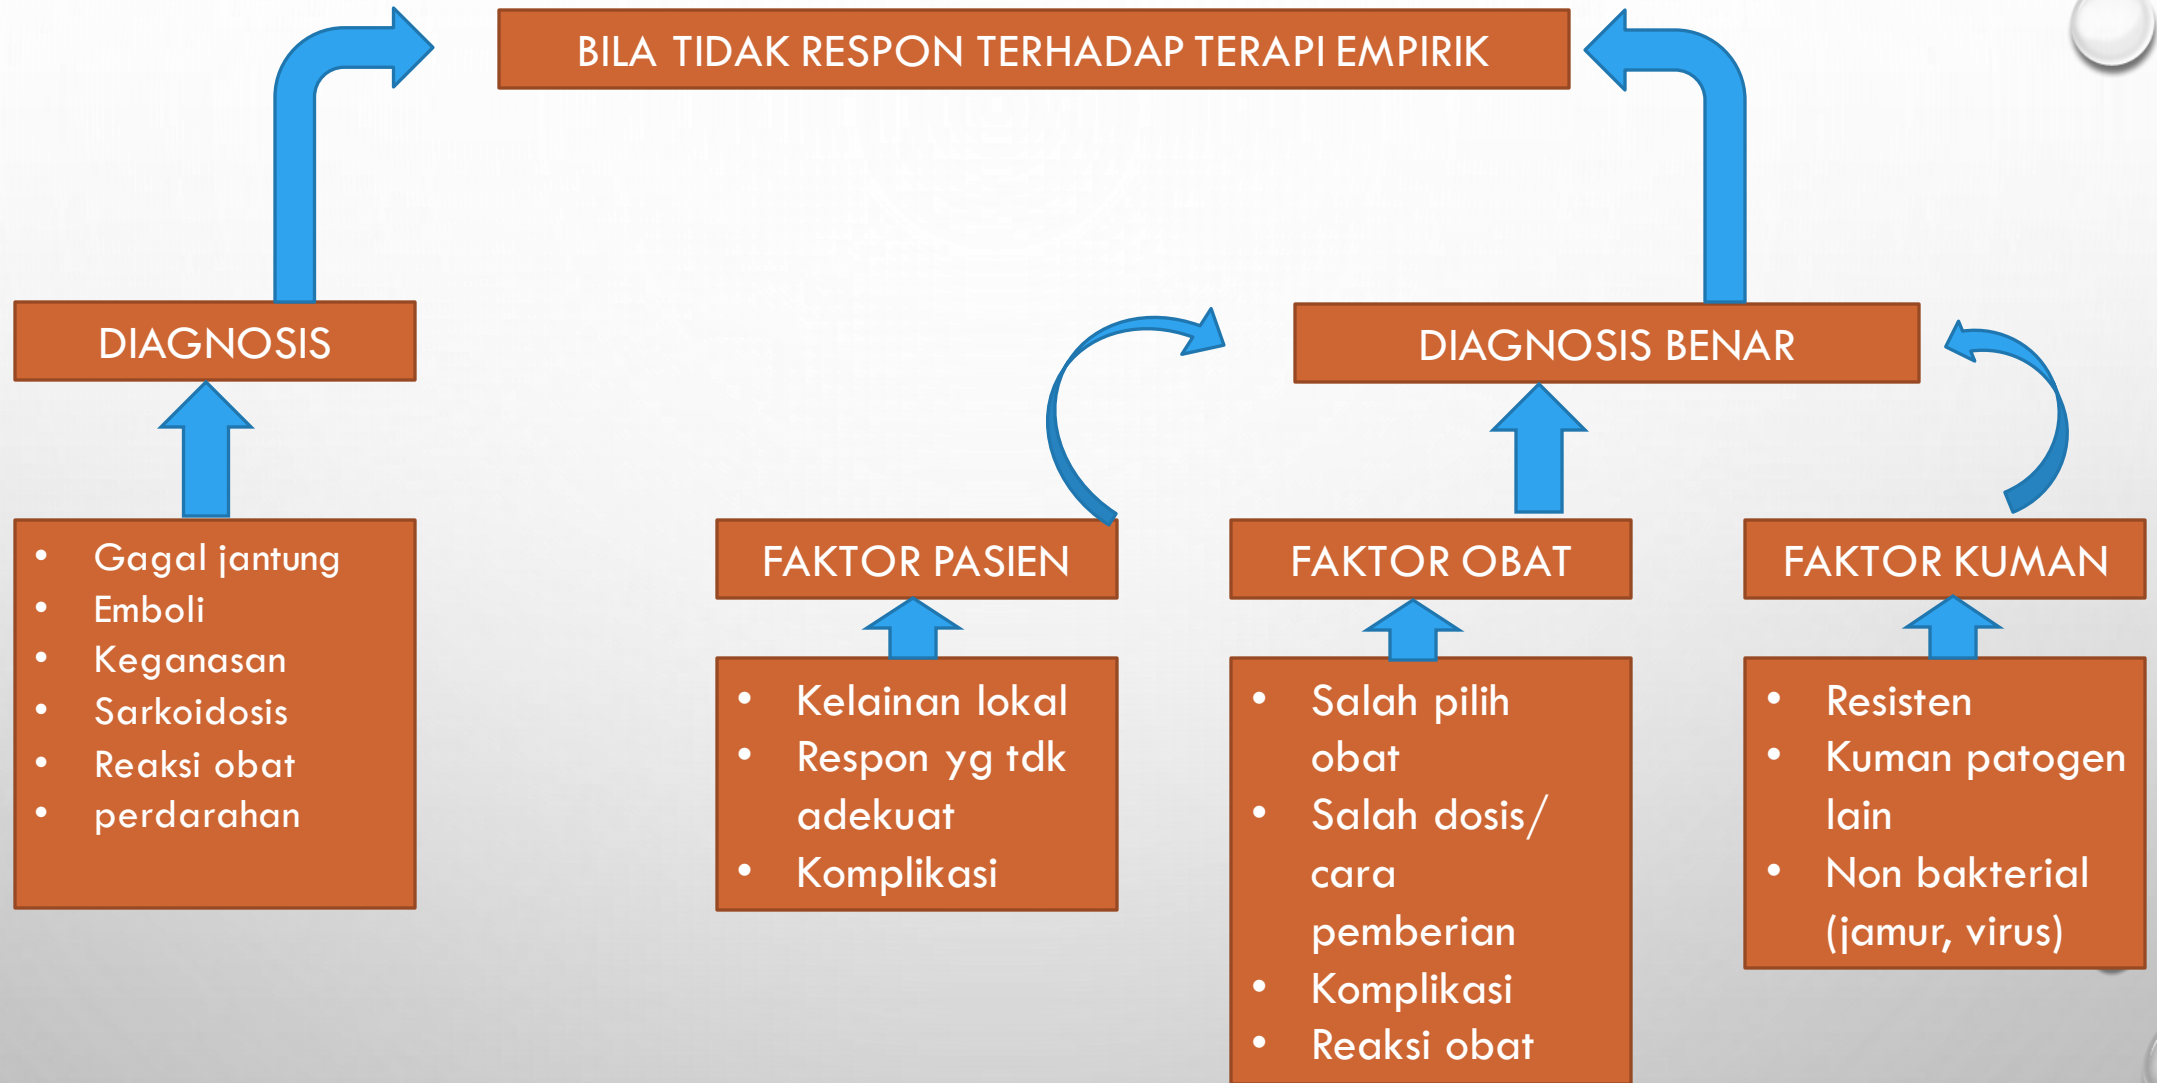 BILA TIDAK RESPON TERHADAP TERAPI EMPIRIK
DIAGNOSIS
DIAGNOSIS BENAR
• Gagal jantung
• Emboli
• Keganasan
• Sarkoidosis
• Reaksi obat
• perdarahan
FAKTOR PASIEN
• Kelainan lokal
• Respon yg tdk
adekuat
• Komplikasi
FAKTOR OBAT
• Salah pilih
obat
• Salah dosis/
cara
pemberian
• Komplikasi
• Reaksi obat
FAKTOR KUMAN
• Resisten
• Kuman patogen
lain
• Non bakterial
(jamur, virus)